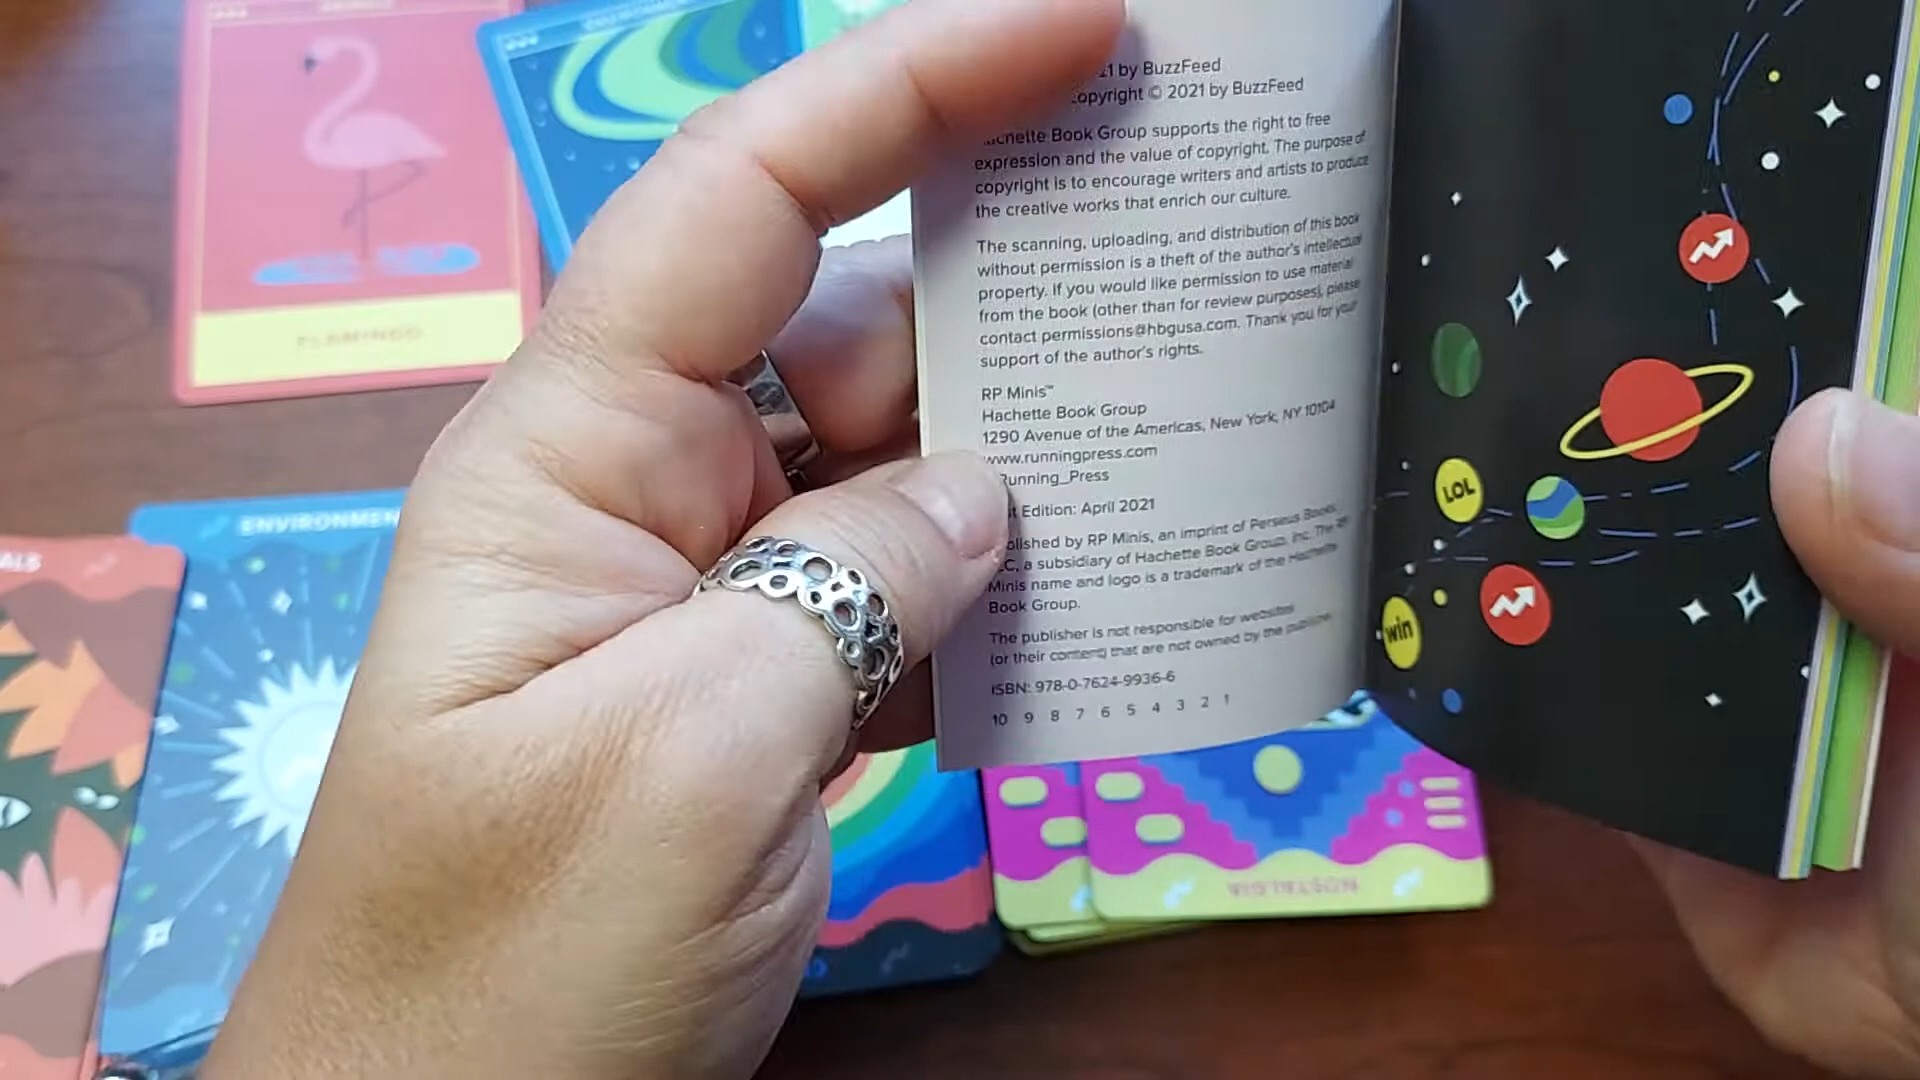 FLAMINGO
by BuzzFeed
Copyright © 2021 by BuzzFeed
Book Group supports the right to free
expression and the value of copyright. The purpose of
copyright is to encourage writers and artists to produce
the creative works that enrich our culture.
The scanning, uploading, and distribution of this book
without permission is a theft of the author's intellectual
property. If you would like permission to use material
from the book (other than for review purposes), please
contact permissions@hbgusa.com. Thank you for your
support of the author's rights.
RP Minis™
Hachette Book Group
1290 Avenue of the Americas, New York, NY 10104
www.runningpress.com
Running_Press
Edition: April 2021
by RP Minis, an imprint of Perseus Books,
a subsidiary of Hachette Book Group, Inc. The RP
Minis name and logo is a trademark of the Hachette
Book Group.
The publisher is not responsible for websites
(or their content) that are not owned by the publisher.
ISBN: 978-0-7624-9936-6
10 9 8 7 6 5 4 3 2 1
LOL
win
ENVIRONMEN
ALS